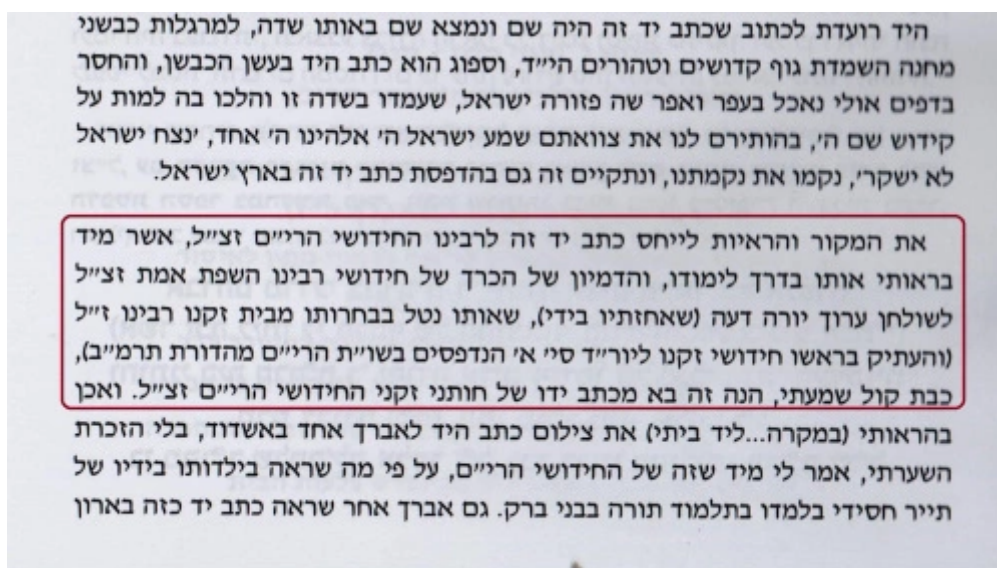 היד רועדת לכתוב שכתב יד זה היה שם ונמצא שם באותו שדה, למרגלות כבשני
מחנה השמדת גוף קדושים וטהורים הי״ד, וספוג הוא כתב היד בעשן הכבשן, והחסר
בדפים אולי נאכל בעפר ואפר שה פזורה ישראל, שעמדו בשדה זו והלכו בה למות על
קידוש שם ה׳, בהותירם לנו את צוואתם שמע ישראל ה׳ אלהינו ה׳ אחד, ׳נצח ישראל
לא ישקר׳, נקמו את נקמתנו, ונתקיים זה גם בהדפסת כתב יד זה בארץ ישראל.
את המקור והראיות לייחס כתב יד זה לרבינו החידושי הרי״ם זצ״ל, אשר מיד
בראותי אותו בדרך לימודו, והדמיון של הכרך של חידושי רבינו השפת אמת זצ״ל
לשולחן ערוך יורה דעה (שאחזתיו בידי), שאותו נטל בבחרותו מבית זקנו רבינו ז״ל
(והעתיק בראשו חידושי זקנו ליור״ד סי׳ א׳ הנדפסים בשו״ת הרי״ם מהדורת תרמ״ב),
כבת קול שמעתי, הנה זה בא מכתב ידו של חותני זקני החידושי הרי״ם זצ״ל. ואכן
בהראותי (במקרה...ליד ביתי) את צילום כתב היד לאברך אחד באשדוד, בלי הזכרת
השערתי, אמר לי מיד שזה של החידושי הרי״ם, על פי מה שראה בילדותו בידיו של
תייר חסידי בלמדו בתלמוד תורה בבני ברק. גם אברך אחר שראה כתב יד כזה בארון